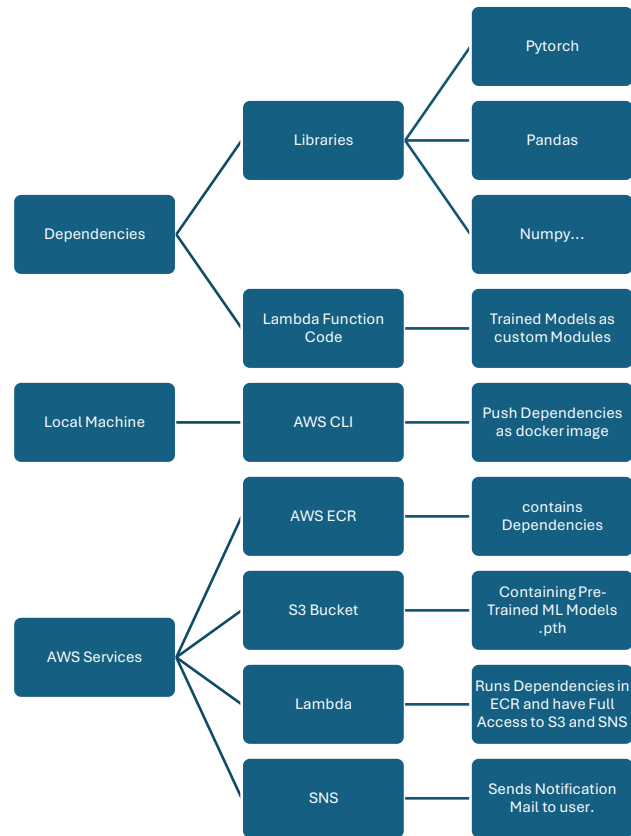 Pytorch
Libraries
Pandas
Dependencies
Numpy...
Lambda Function
Code
Trained Models as
custom Modules
Local Machine
AWS CLI
Push Dependencies
as docker image
AWS ECR
contains
Dependencies
S3 Bucket
Containing Pre-
Trained ML Models
.pth
AWS Services
Lambda
Runs Dependencies in
ECR and have Full
Access to S3 and SNS
SNS
Sends Notification
Mail to user.